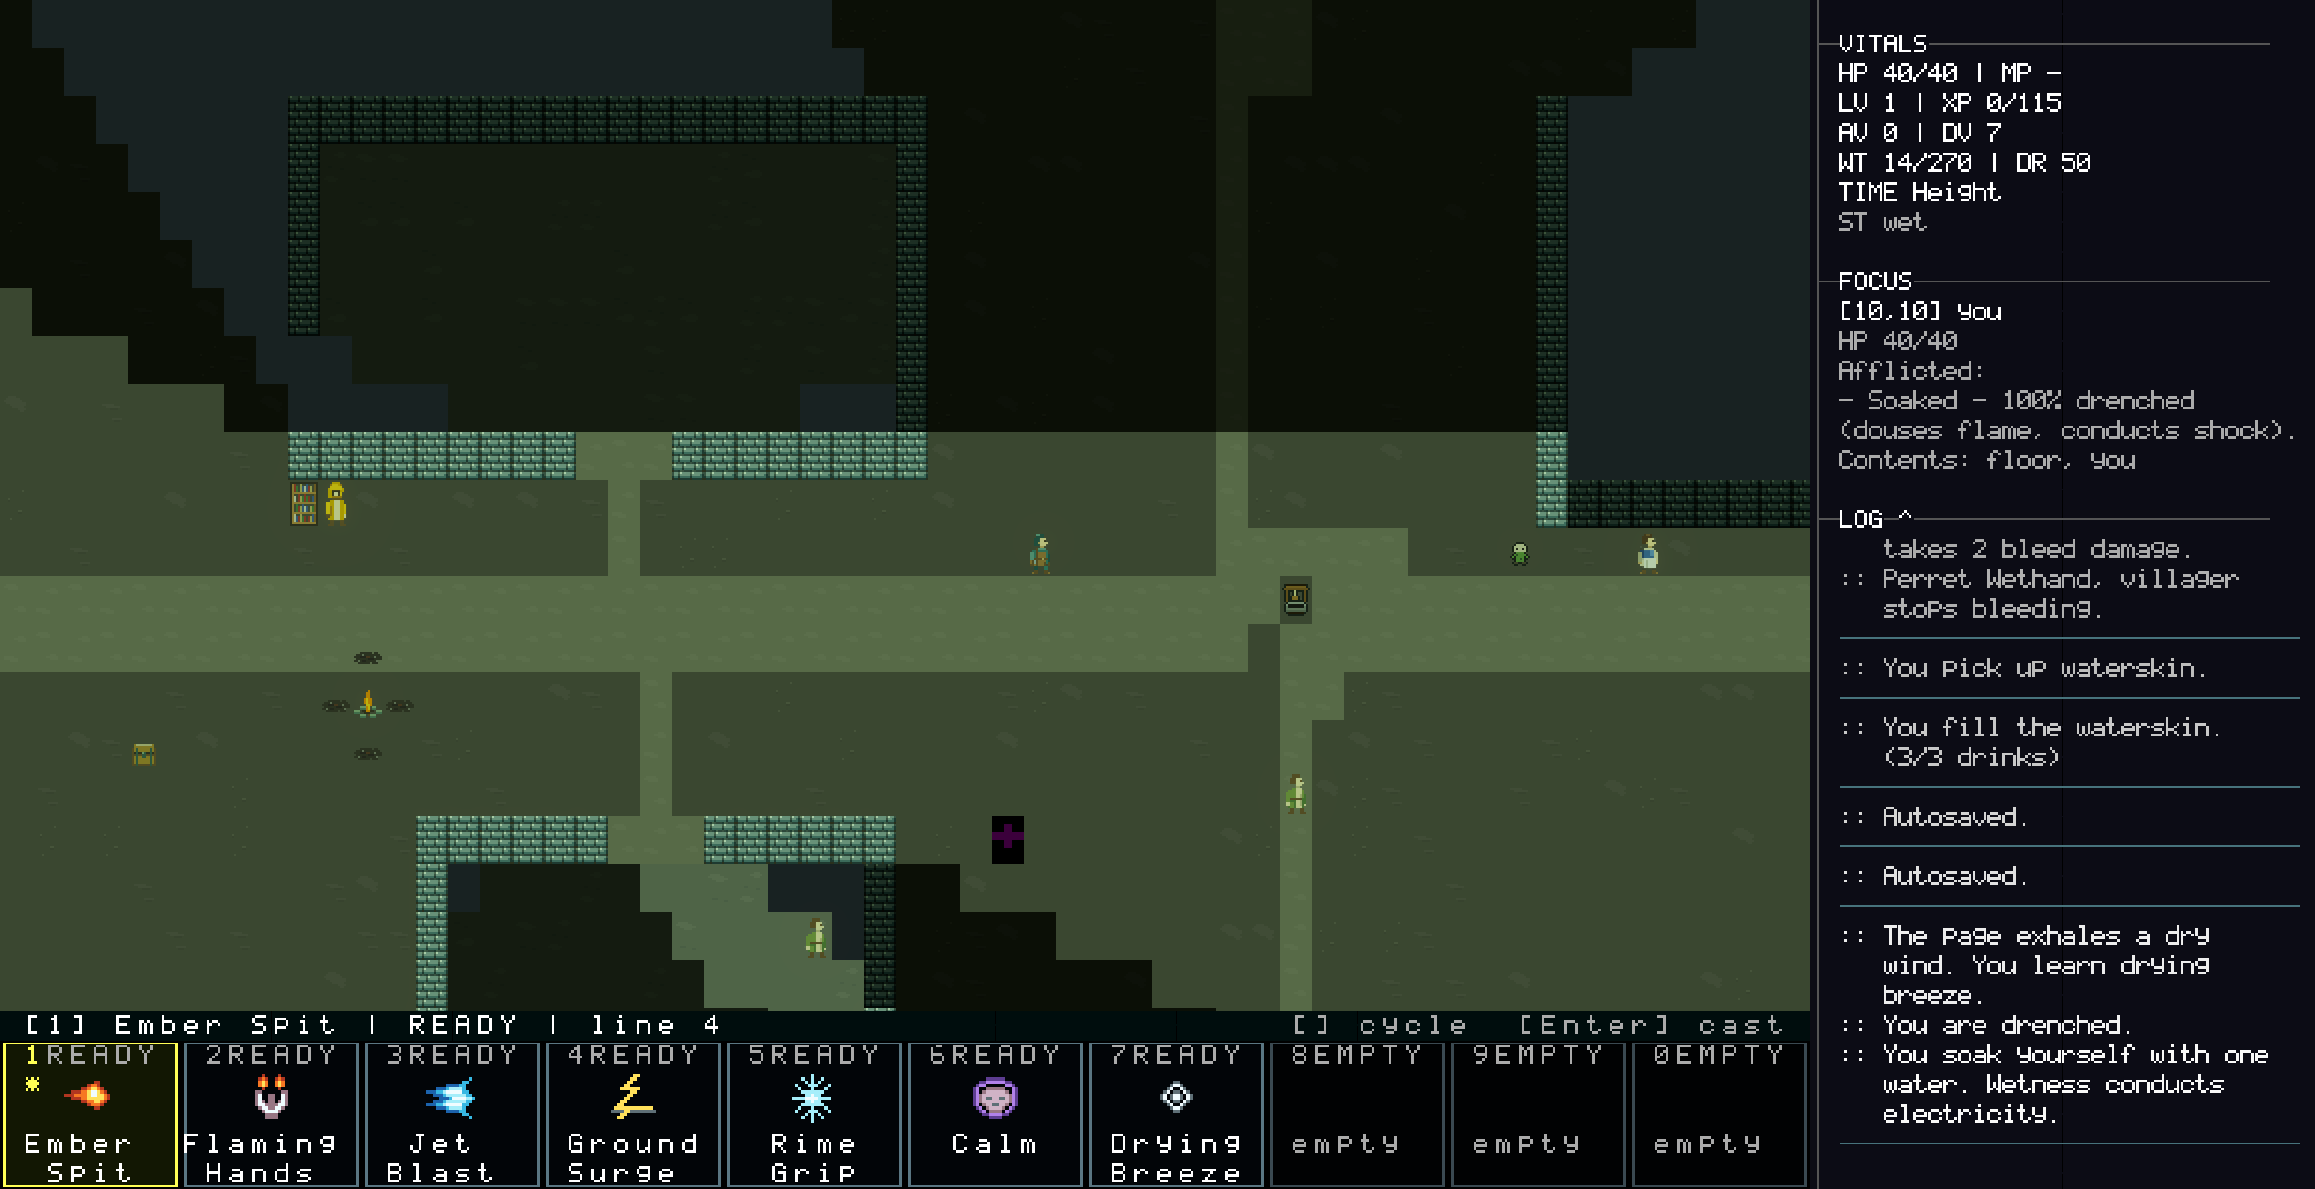 VITALS
HP 40/40 | MP -
LV 1 | XP 0/115
AV 0 | DV 7
WT 14/270 | DR 50
TIME Height
ST wet
FOCUS
[10,10] you
HP 40/40
Afflicted:
- Soaked - 100% drenched
(douses flame, conducts shock).
Contents: floor, you
LOG ^
takes 2 bleed damage.
:: Perret Wethand, villager
stops bleeding.
:: You pick up waterskin.
:: You fill the waterskin.
(3/3 drinks)
:: Autosaved.
:: Autosaved.
:: The page exhales a dry
wind. You learn drying
breeze.
:: You are drenched.
:: You soak yourself with one
water. Wetness conducts
electricity.
[1] Ember Spit | READY | line 4
[] cycle [Enter] cast
1READY 2READY 3READY 4READY 5READY 6READY 7READY 8EMPTY 9EMPTY 0EMPTY
Ember Flaming Jet Ground Rime Calm Drying empty empty empty
Spit Hands Blast Surge Grip Breeze